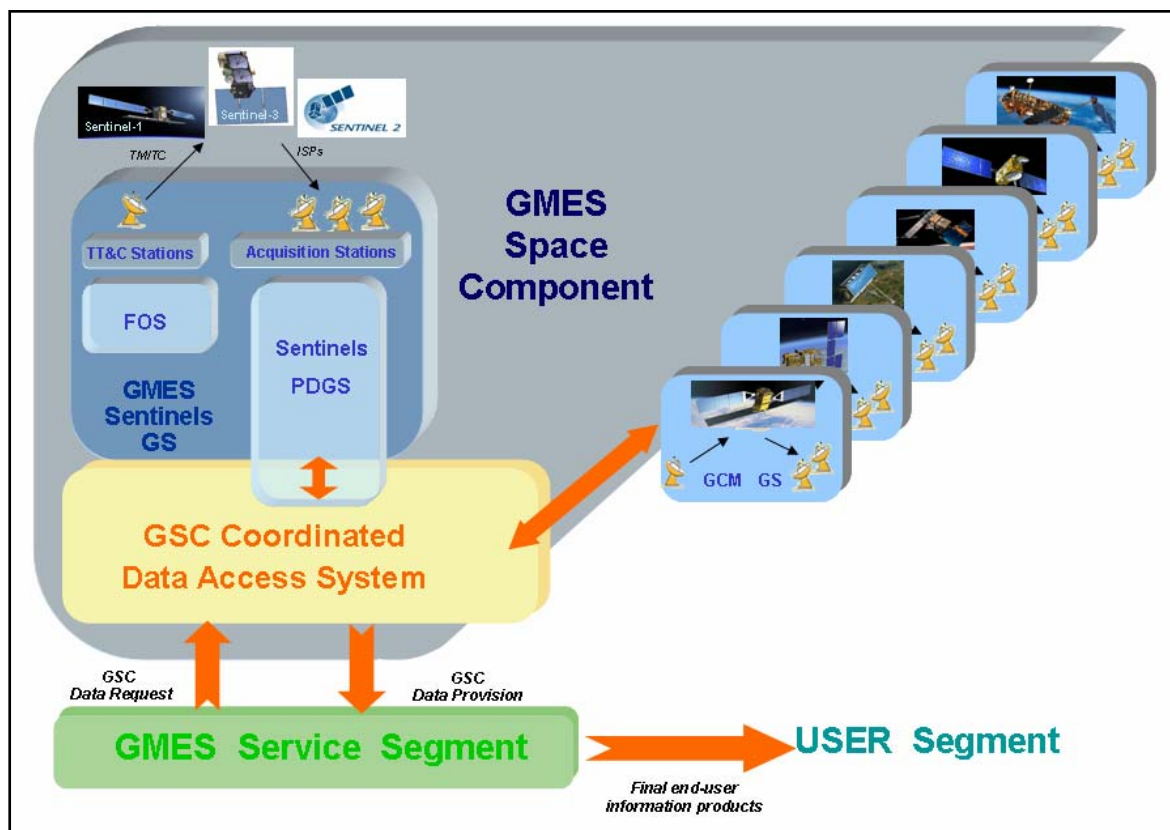 Sentinel-1
Sentinel-3
SENTINEL 2
TM/TC
ISPs
TT&C Stations
Acquisition Stations
FOS
Sentinels
PDGS
GMES
Sentinels
GS
GMES
Space
Component
GCM GS
GSC Coordinated
Data Access System
GSC
Data Request
GSC
Data Provision
GMES Service Segment
USER Segment
Final end-user
information products